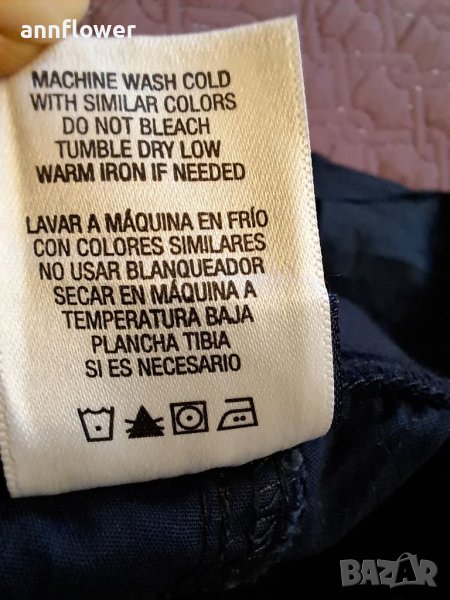 annflower
MACHINE WASH COLD
WITH SIMILAR COLORS
DO NOT BLEACH
TUMBLE DRY LOW
WARM IRON IF NEEDED
LAVAR A MÁQUINA EN FRÍO
CON COLORES SIMILARES
NO USAR BLANQUEADOR
SECAR EN MÁQUINA A
TEMPERATURA BAJA
PLANCHA TIBIA
SI ES NECESARIO
BAZAR